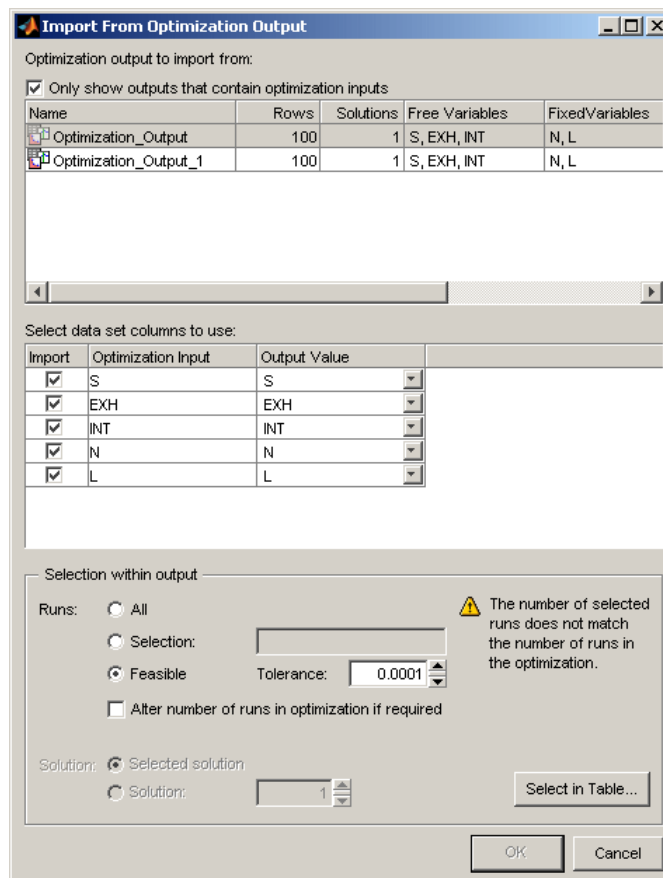 Import From Optimization Output
Optimization output to import from:
Only show outputs that contain optimization inputs
Name Rows Solutions Free Variables FixedVariables
Optimization_Output 100 1 S, EXH, INT N, L
Optimization_Output_1 100 1 S, EXH, INT N, L
Select data set columns to use:
Import Optimization Input Output Value
S S
EXH EXH
INT INT
N N
L L
Selection within output
Runs: All
Selection:
Feasible Tolerance: 0.0001
Alter number of runs in optimization if required
The number of selected
runs does not match
the number of runs in
the optimization.
Solution: Selected solution
Solution: 1
Select in Table...
OK Cancel